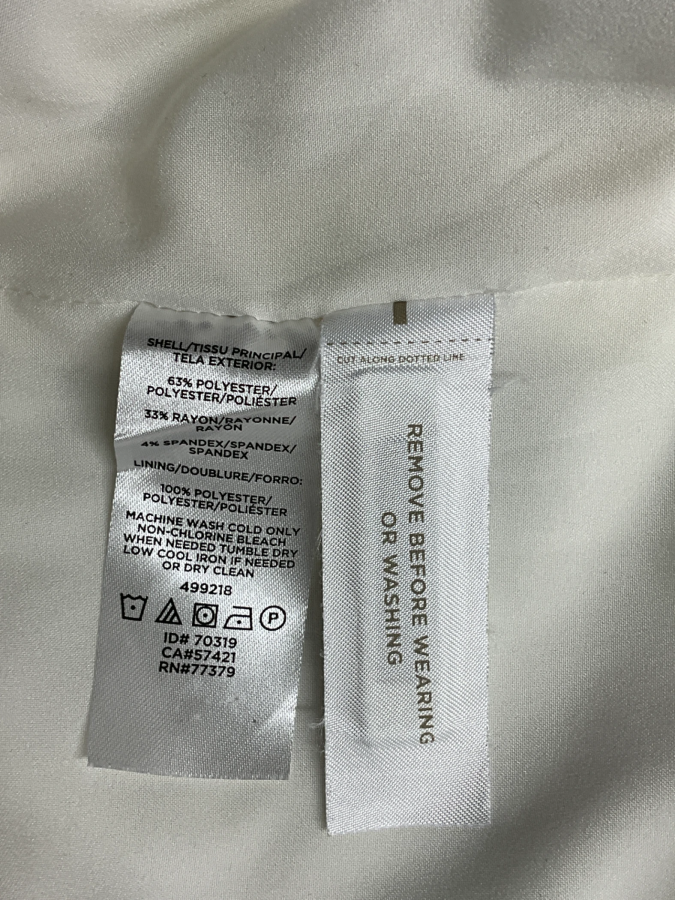 SHELL/TISSU PRINCIPAL/
TELA EXTERIOR:
63% POLYESTER/
POLYESTER/POLIÉSTER
33% RAYON/RAYONNE/
RAYON
4% SPANDEX/SPANDEX/
SPANDEX
LINING/DOUBLURE/FORRO:
100% POLYESTER/
POLYESTER/POLIÉSTER
MACHINE WASH COLD ONLY
NON-CHLORINE BLEACH
WHEN NEEDED TUMBLE DRY
LOW COOL IRON IF NEEDED
OR DRY CLEAN
499218
P
ID# 70319
CA#57421
RN#77379
CUT ALONG DOTTED LINE
REMOVE BEFORE WEARING
OR WASHING